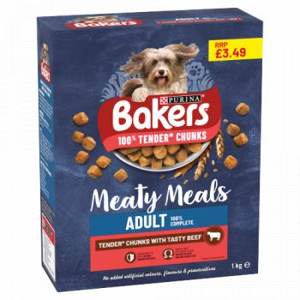 RRP
£3.49
PURINA
Bakers
100% TENDER* CHUNKS
Meaty Meals
ADULT 100% COMPLETE
TENDER* CHUNKS WITH TASTY BEEF
1kg e
No added artificial colours, flavours & preservatives